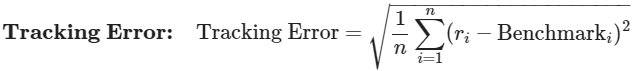 Tracking Error: Tracking Error = √(1/n ∑_{i=1}^{n} (r_i − Benchmark_i)²)